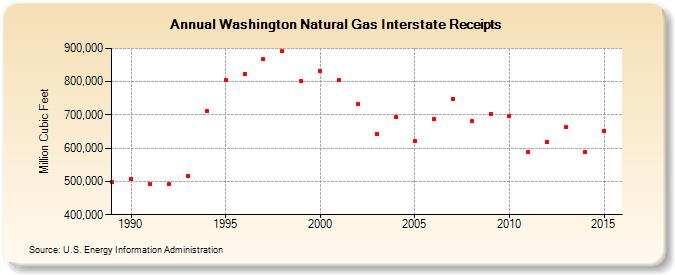 Annual Washington Natural Gas Interstate Receipts
Million Cubic Feet
900,000
800,000
700,000
600,000
500,000
400,000
1990 1995 2000 2005 2010 2015
Source: U.S. Energy Information Administration